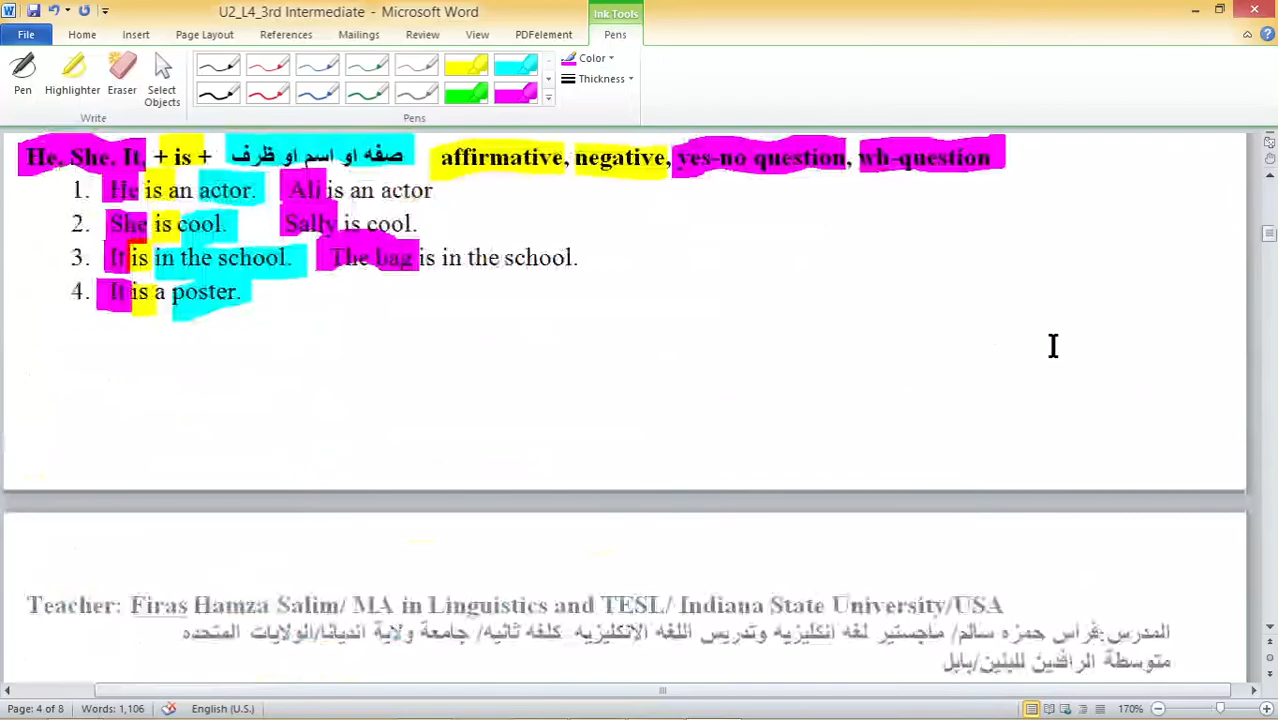 U2_L4_3rd Intermediate - Microsoft Word
Ink Tools
File Home Insert Page Layout References Mailings Review View PDFelement Pens
Color
Thickness
Pen Highlighter Eraser Select Objects
Write Pens
He, She, It, + is + صفه او اسم او ظرف affirmative, negative, yes-no question, wh-question
1. He is an actor. Ali is an actor
2. She is cool. Sally is cool.
3. It is in the school. The bag is in the school.
4. It is a poster.
Teacher: Firas Hamza Salim/ MA in Linguistics and TESL/ Indiana State University/USA
المدرس:فراس حمزه سالم/ ماجستير لغه انكليزيه وتدريس اللغه الانكليزيه كلغه ثانيه/ جامعة ولاية انديانا/الولايات المتحده
متوسطة الرافدين للبنين/بابل
Page: 4 of 8 Words: 1,106 English (U.S.) 170%